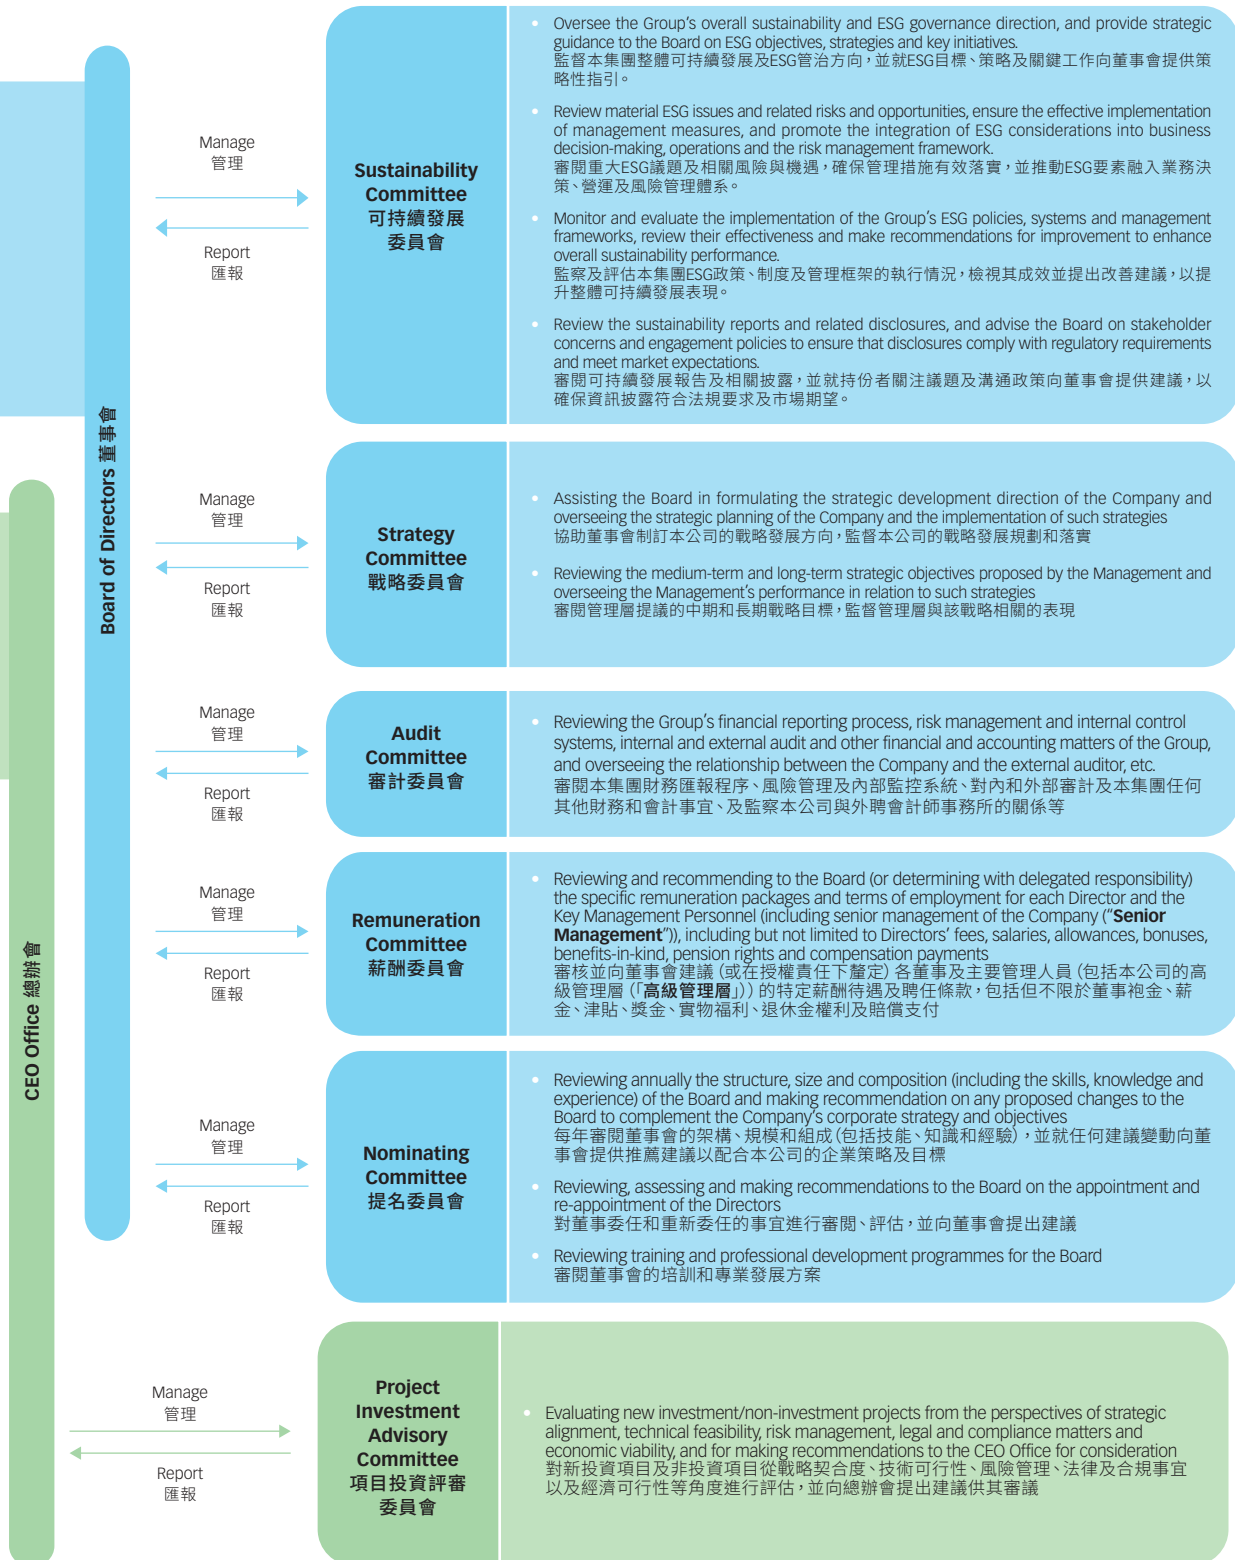 Board of Directors 董事會
CEO Office 總辦會
Manage
管理
Report
匯報
Sustainability
Committee
可持續發展
委員會
• Oversee the Group's overall sustainability and ESG governance direction, and provide strategic
guidance to the Board on ESG objectives, strategies and key initiatives.
監督本集團整體可持續發展及ESG管治方向，並就ESG目標、策略及關鍵工作向董事會提供策
略性指引。
• Review material ESG issues and related risks and opportunities, ensure the effective implementation
of management measures, and promote the integration of ESG considerations into business
decision-making, operations and the risk management framework.
審閱重大ESG議題及相關風險與機遇，確保管理措施有效落實，並推動ESG要素融入業務決
策、營運及風險管理體系。
• Monitor and evaluate the implementation of the Group's ESG policies, systems and management
frameworks, review their effectiveness and make recommendations for improvement to enhance
overall sustainability performance.
監察及評估本集團ESG政策、制度及管理框架的執行情況，檢視其成效並提出改善建議，以提
升整體可持續發展表現。
• Review the sustainability reports and related disclosures, and advise the Board on stakeholder
concerns and engagement policies to ensure that disclosures comply with regulatory requirements
and meet market expectations.
審閱可持續發展報告及相關披露，並就持份者關注議題及溝通政策向董事會提供建議，以
確保資訊披露符合法規要求及市場期望。
Manage
管理
Report
匯報
Strategy
Committee
戰略委員會
• Assisting the Board in formulating the strategic development direction of the Company and
overseeing the strategic planning of the Company and the implementation of such strategies
協助董事會制訂本公司的戰略發展方向，監督本公司的戰略發展規劃和落實
• Reviewing the medium-term and long-term strategic objectives proposed by the Management and
overseeing the Management's performance in relation to such strategies
審閱管理層提議的中期和長期戰略目標，監督管理層與該戰略相關的表現
Manage
管理
Report
匯報
Audit
Committee
審計委員會
• Reviewing the Group's financial reporting process, risk management and internal control
systems, internal and external audit and other financial and accounting matters of the Group,
and overseeing the relationship between the Company and the external auditor, etc.
審閱本集團財務匯報程序、風險管理及內部監控系統、對內和外部審計及本集團任何
其他財務和會計事宜、及監察本公司與外聘會計師事務所的關係等
Manage
管理
Report
匯報
Remuneration
Committee
薪酬委員會
• Reviewing and recommending to the Board (or determining with delegated responsibility)
the specific remuneration packages and terms of employment for each Director and the
Key Management Personnel (including senior management of the Company ("Senior
Management")), including but not limited to Directors' fees, salaries, allowances, bonuses,
benefits-in-kind, pension rights and compensation payments
審核並向董事會建議（或在授權責任下釐定）各董事及主要管理人員（包括本公司的高
級管理層（「高級管理層」））的特定薪酬待遇及聘任條款，包括但不限於董事袍金、薪
金、津貼、獎金、實物福利、退休金權利及賠償支付
Manage
管理
Report
匯報
Nominating
Committee
提名委員會
• Reviewing annually the structure, size and composition (including the skills, knowledge and
experience) of the Board and making recommendation on any proposed changes to the
Board to complement the Company's corporate strategy and objectives
每年審閱董事會的架構、規模和組成（包括技能、知識和經驗），並就任何建議變動向董
事會提供推薦建議以配合本公司的企業策略及目標
• Reviewing, assessing and making recommendations to the Board on the appointment and
re-appointment of the Directors
對董事委任和重新委任的事宜進行審閱、評估，並向董事會提出建議
• Reviewing training and professional development programmes for the Board
審閱董事會的培訓和專業發展方案
Manage
管理
Report
匯報
Project
Investment
Advisory
Committee
項目投資評審
委員會
• Evaluating new investment/non-investment projects from the perspectives of strategic
alignment, technical feasibility, risk management, legal and compliance matters and
economic viability, and for making recommendations to the CEO Office for consideration
對新投資項目及非投資項目從戰略契合度、技術可行性、風險管理、法律及合規事宜
以及經濟可行性等角度進行評估，並向總辦會提出建議供其審議